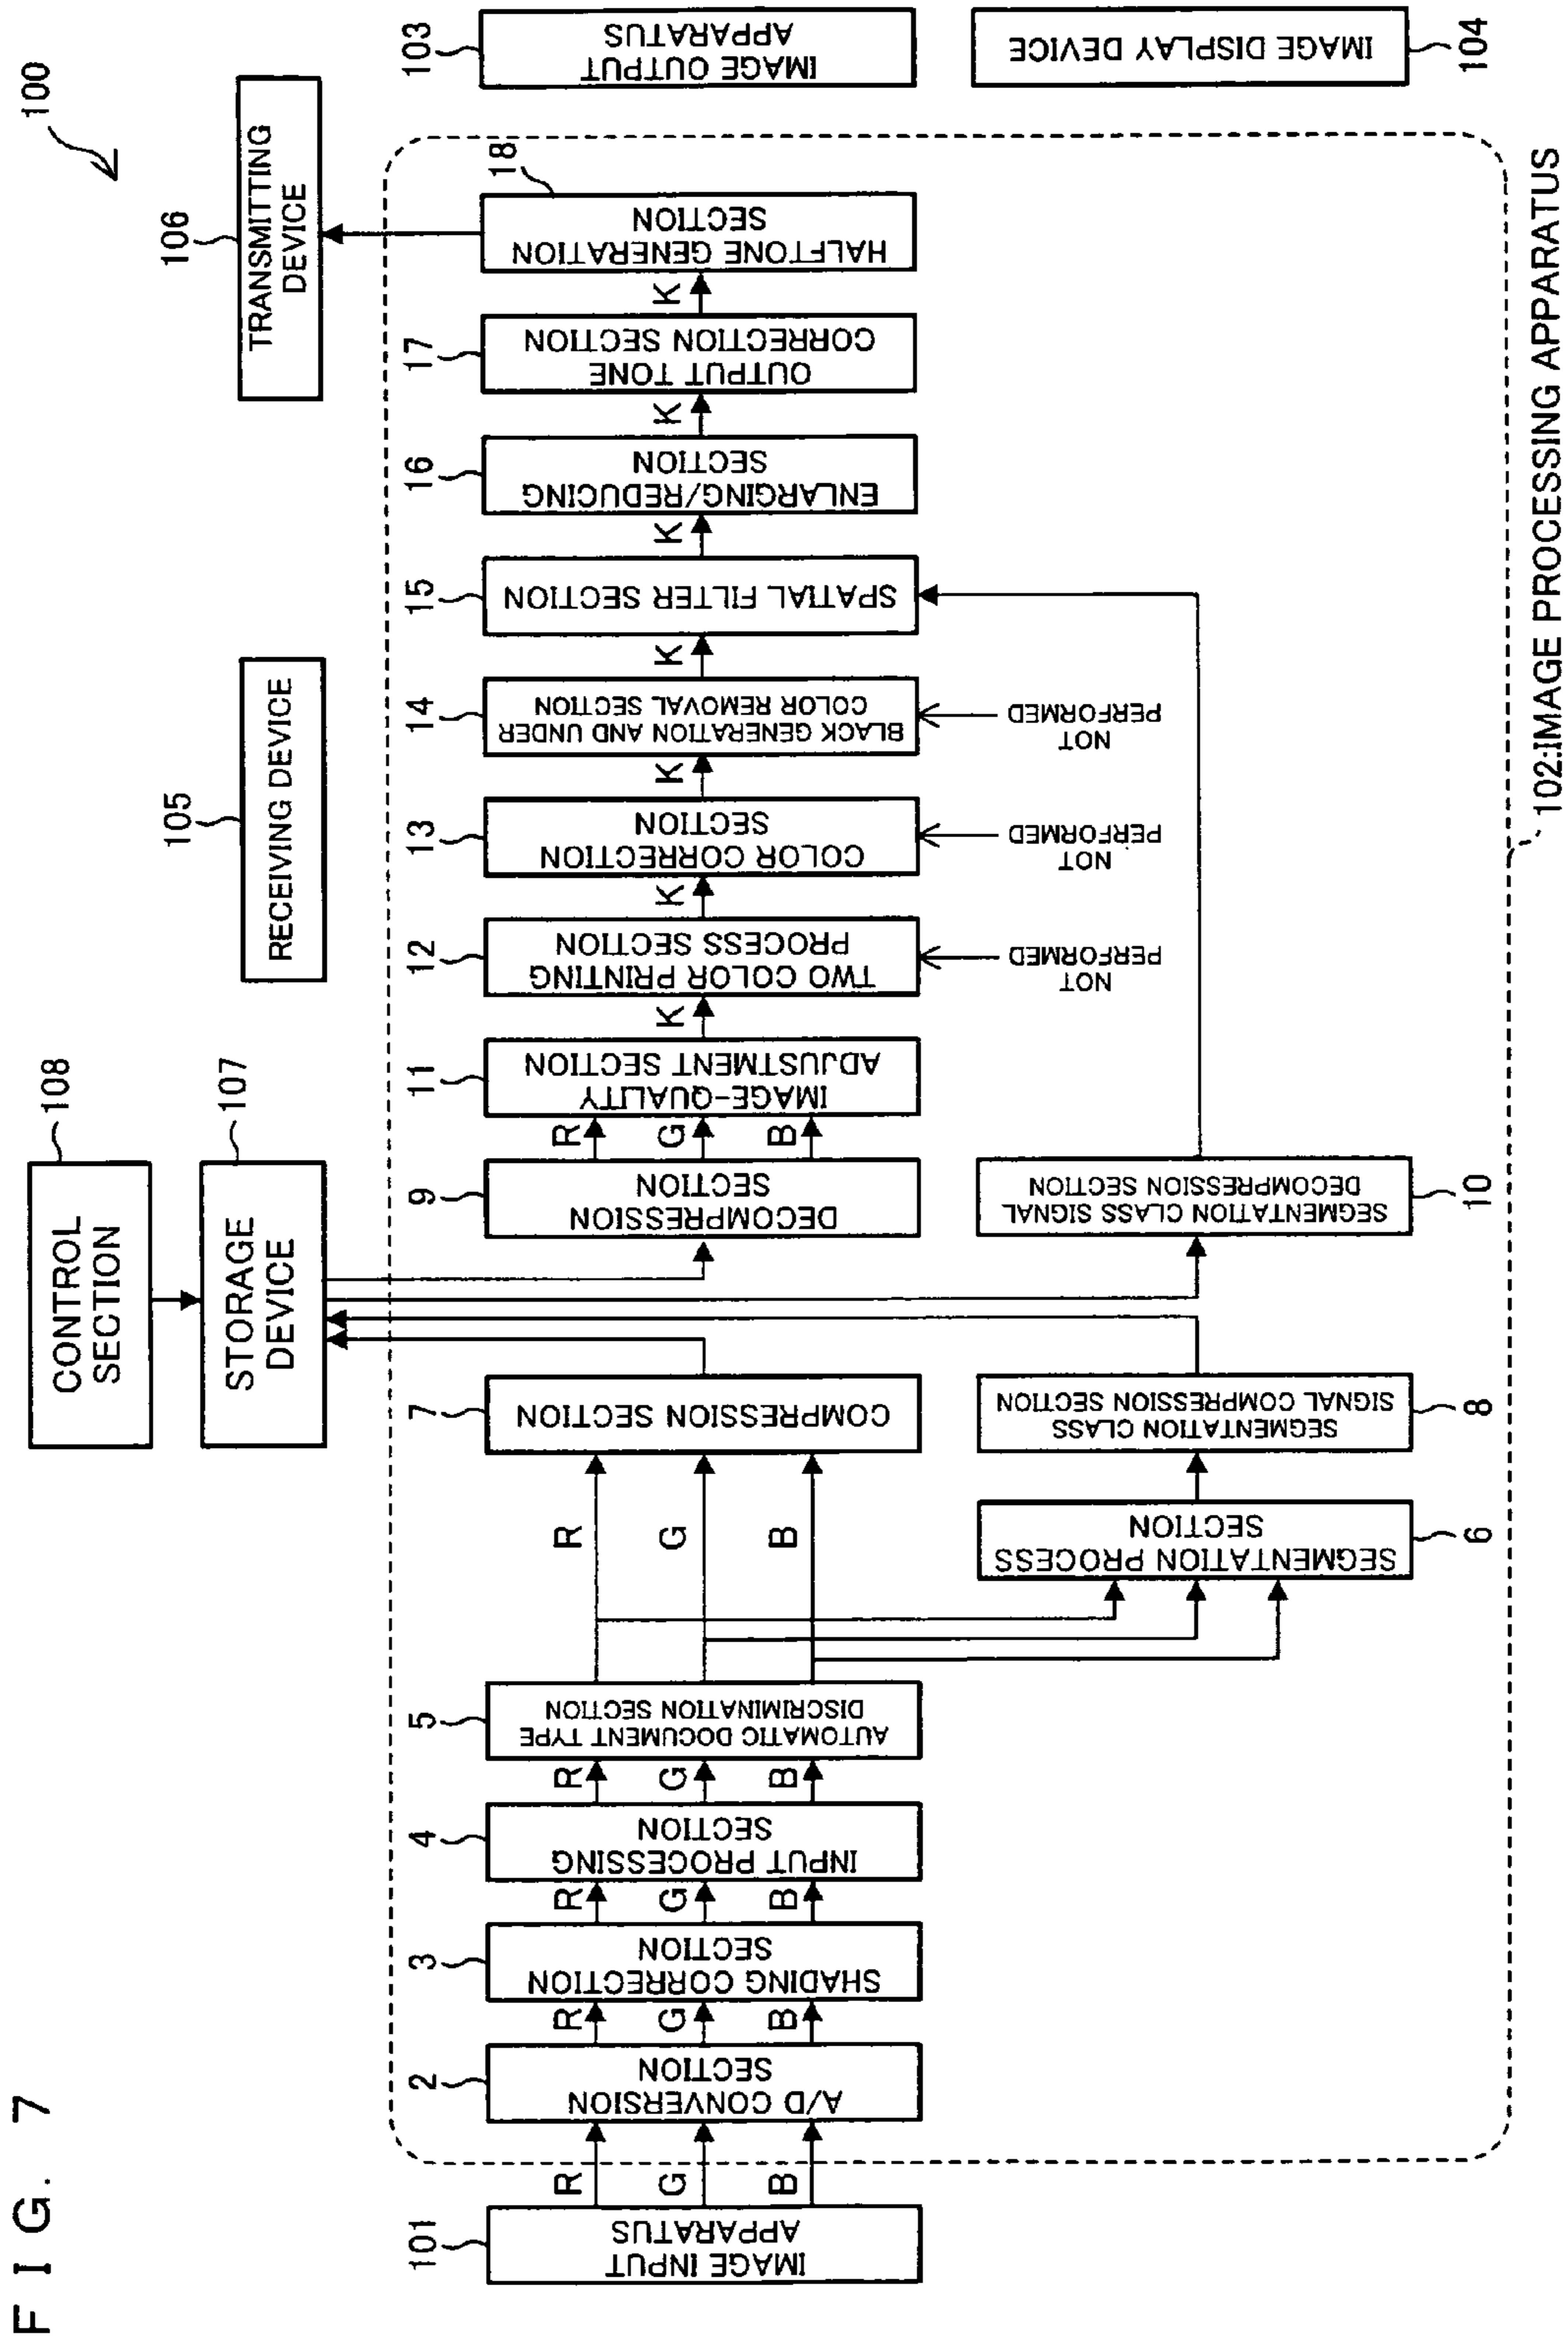 F I G. 7
100
CONTROL
SECTION
108
STORAGE
DEVICE
107
RECEIVING DEVICE
105
TRANSMITTING
DEVICE
106
IMAGE INPUT
APPARATUS
101
R
G
B
A/D CONVERSION
SECTION
2
R
G
B
SHADING CORRECTION
SECTION
3
R
G
B
INPUT PROCESSING
SECTION
4
R
G
B
AUTOMATIC DOCUMENT TYPE
DISCRIMINATION SECTION
5
R
G
B
COMPRESSION SECTION
7
SEGMENTATION PROCESS
SECTION
6
SEGMENTATION CLASS
SIGNAL COMPRESSION SECTION
8
DECOMPRESSION
SECTION
9
SEGMENTATION CLASS SIGNAL
DECOMPRESSION SECTION
10
R
G
B
IMAGE-QUALITY
ADJUSTMENT SECTION
11
K
TWO COLOR PRINTING
PROCESS SECTION
12
NOT
PERFORMED
K
COLOR CORRECTION
SECTION
13
NOT
PERFORMED
K
BLACK GENERATION AND UNDER
COLOR REMOVAL SECTION
14
NOT
PERFORMED
K
SPATIAL FILTER SECTION
15
K
ENLARGING/REDUCING
SECTION
16
K
OUTPUT TONE
CORRECTION SECTION
17
K
HALFTONE GENERATION
SECTION
18
IMAGE OUTPUT
APPARATUS
103
IMAGE DISPLAY DEVICE
104
102:IMAGE PROCESSING APPARATUS